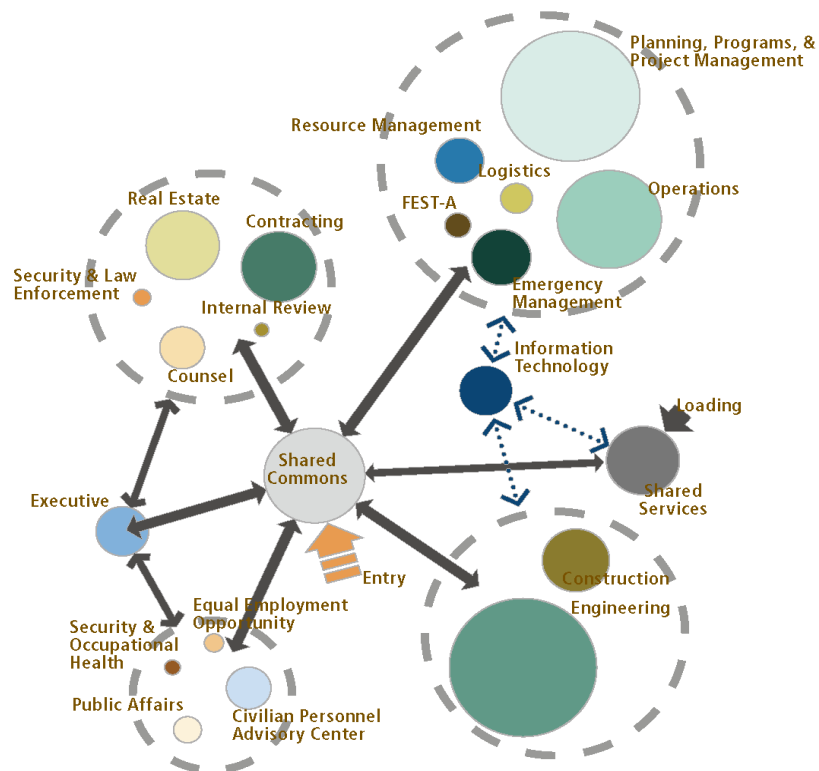 Planning, Programs, &
Project Management
Resource Management
Logistics
FEST-A
Operations
Emergency
Management
Real Estate
Contracting
Security & Law
Enforcement
Internal Review
Counsel
Information
Technology
Loading
Shared
Services
Shared
Commons
Executive
Entry
Construction
Engineering
Equal Employment
Opportunity
Security &
Occupational
Health
Public Affairs
Civilian Personnel
Advisory Center